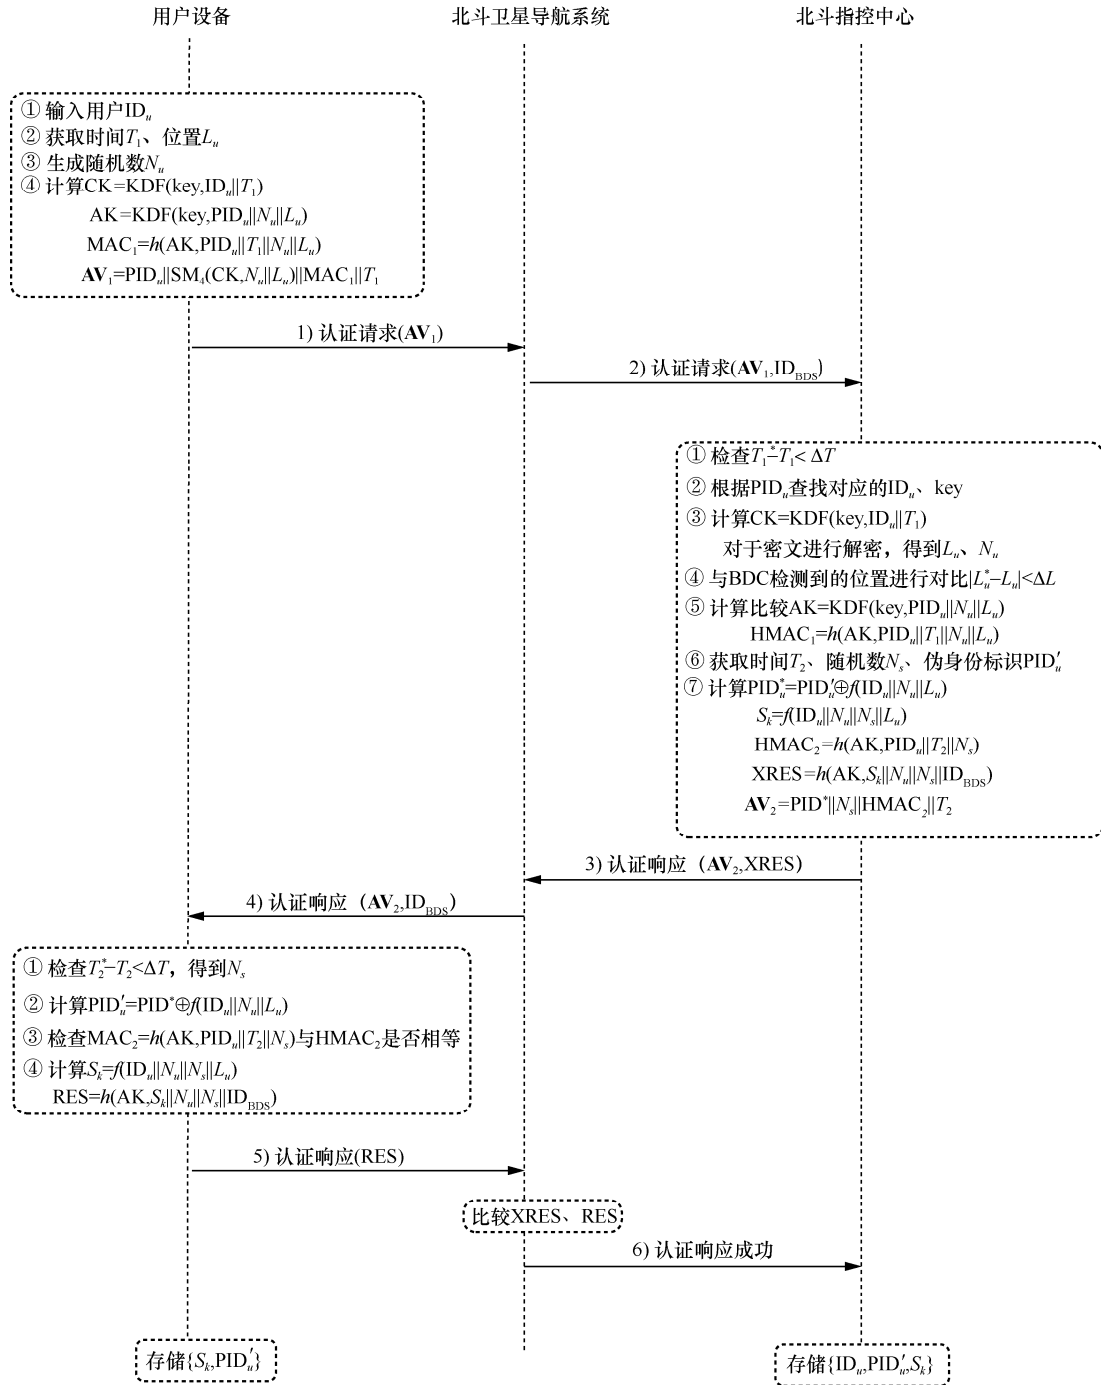 用户设备
北斗卫星导航系统
北斗指控中心
① 输入用户IDᵤ
② 获取时间T₁、位置Lᵤ
③ 生成随机数Nᵤ
④ 计算CK=KDF(key,IDᵤ||T₁)
AK=KDF(key,PIDᵤ||Nᵤ||Lᵤ)
MAC₁=h(AK,PIDᵤ||T₁||Nᵤ||Lᵤ)
AV₁=PIDᵤ||SM₄(CK,Nᵤ||Lᵤ)||MAC₁||T₁
1) 认证请求(AV₁)
2) 认证请求(AV₁,ID_BDS)
① 检查T₁*−T₁< ΔT
② 根据PIDᵤ查找对应的IDᵤ、key
③ 计算CK=KDF(key,IDᵤ||T₁)
对于密文进行解密，得到Lᵤ、Nᵤ
④ 与BDC检测到的位置进行对比|Lᵤ*−Lᵤ|<ΔL
⑤ 计算比较AK=KDF(key,PIDᵤ||Nᵤ||Lᵤ)
HMAC₁=h(AK,PIDᵤ||T₁||Nᵤ||Lᵤ)
⑥ 获取时间T₂、随机数Nₛ、伪身份标识PIDᵤ′
⑦ 计算PIDᵤ*=PIDᵤ′⊕f(IDᵤ||Nᵤ||Lᵤ)
Sₖ=f(IDᵤ||Nᵤ||Nₛ||Lᵤ)
HMAC₂=h(AK,PIDᵤ||T₂||Nₛ)
XRES=h(AK,Sₖ||Nᵤ||Nₛ||ID_BDS)
AV₂=PID*||Nₛ||HMAC₂||T₂
3) 认证响应（AV₂,XRES）
4) 认证响应（AV₂,ID_BDS）
① 检查T₂*−T₂<ΔT，得到Nₛ
② 计算PIDᵤ′=PID*⊕f(IDᵤ||Nᵤ||Lᵤ)
③ 检查MAC₂=h(AK,PIDᵤ||T₂||Nₛ)与HMAC₂是否相等
④ 计算Sₖ=f(IDᵤ||Nᵤ||Nₛ||Lᵤ)
RES=h(AK,Sₖ||Nᵤ||Nₛ||ID_BDS)
5) 认证响应(RES)
比较XRES、RES
6) 认证响应成功
存储{Sₖ,PIDᵤ′}
存储{IDᵤ,PIDᵤ′,Sₖ}